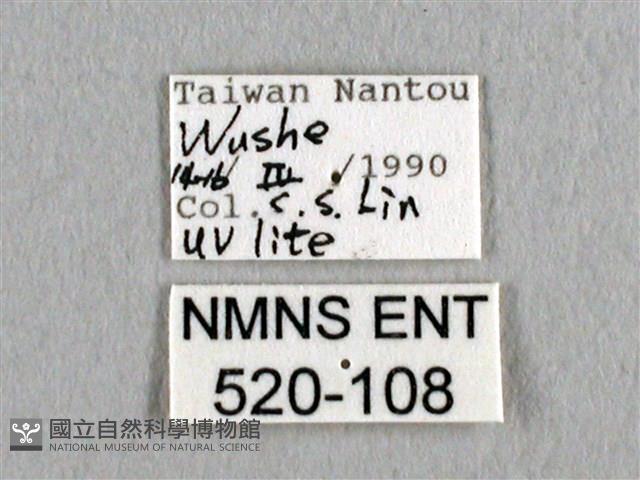 Taiwan Nantou
Wushe
14-16/ III /1990
Col. S. S. Lin
UV lite
NMNS ENT
520-108
國立自然科學博物館
NATIONAL MUSEUM OF NATURAL SCIENCE